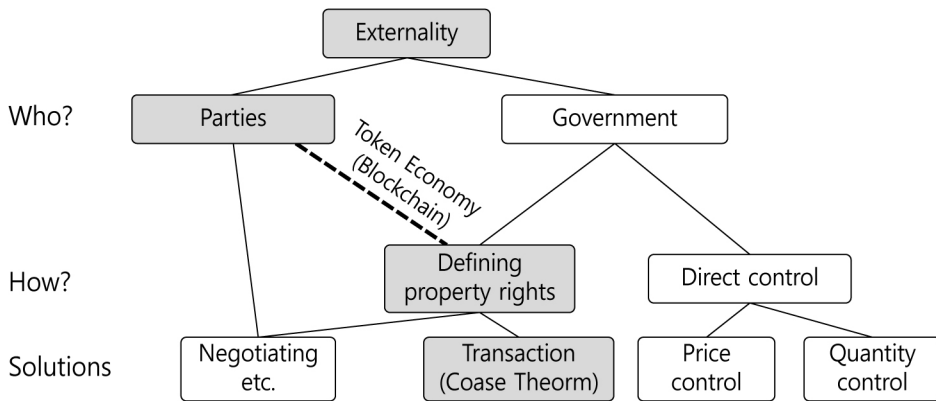 Externality
Who?
Parties
Government
Token Economy
(Blockchain)
How?
Defining
property rights
Direct control
Solutions
Negotiating
etc.
Transaction
(Coase Theorm)
Price
control
Quantity
control